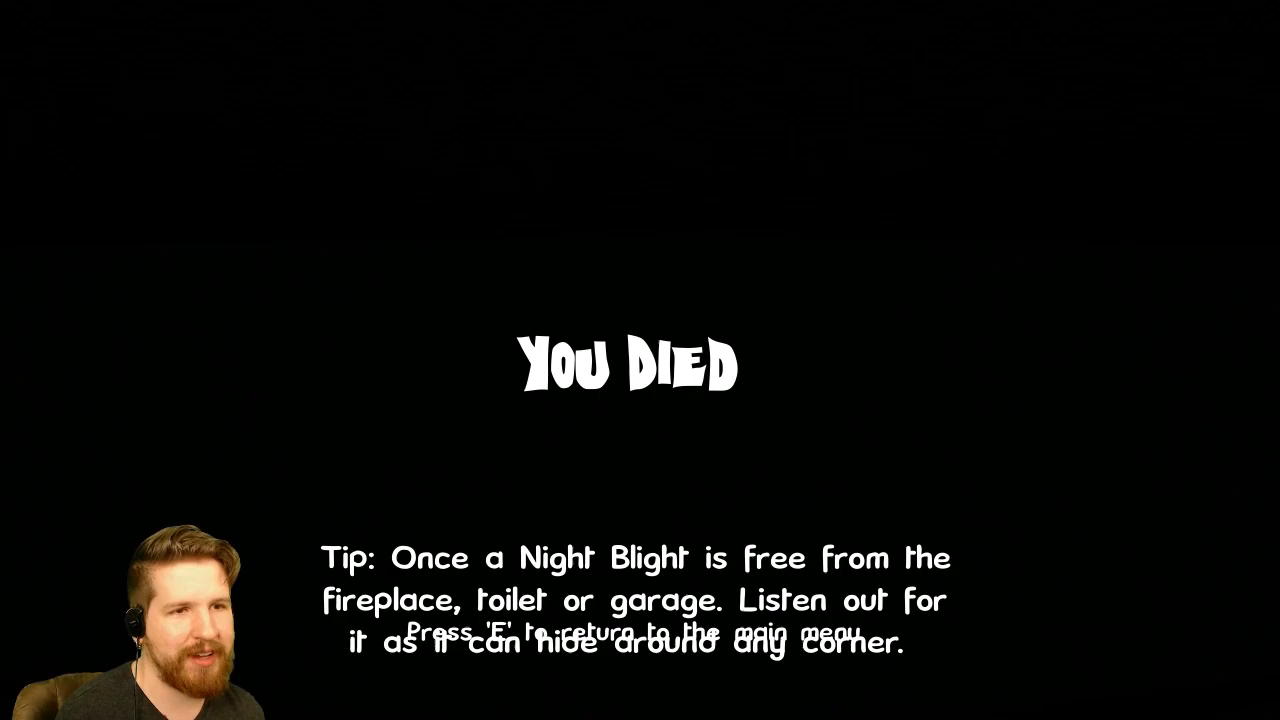 YOU DIED
Tip: Once a Night Blight is free from the
fireplace, toilet or garage. Listen out for
Press 'E' to return to the main menu
it as it can hide around any corner.